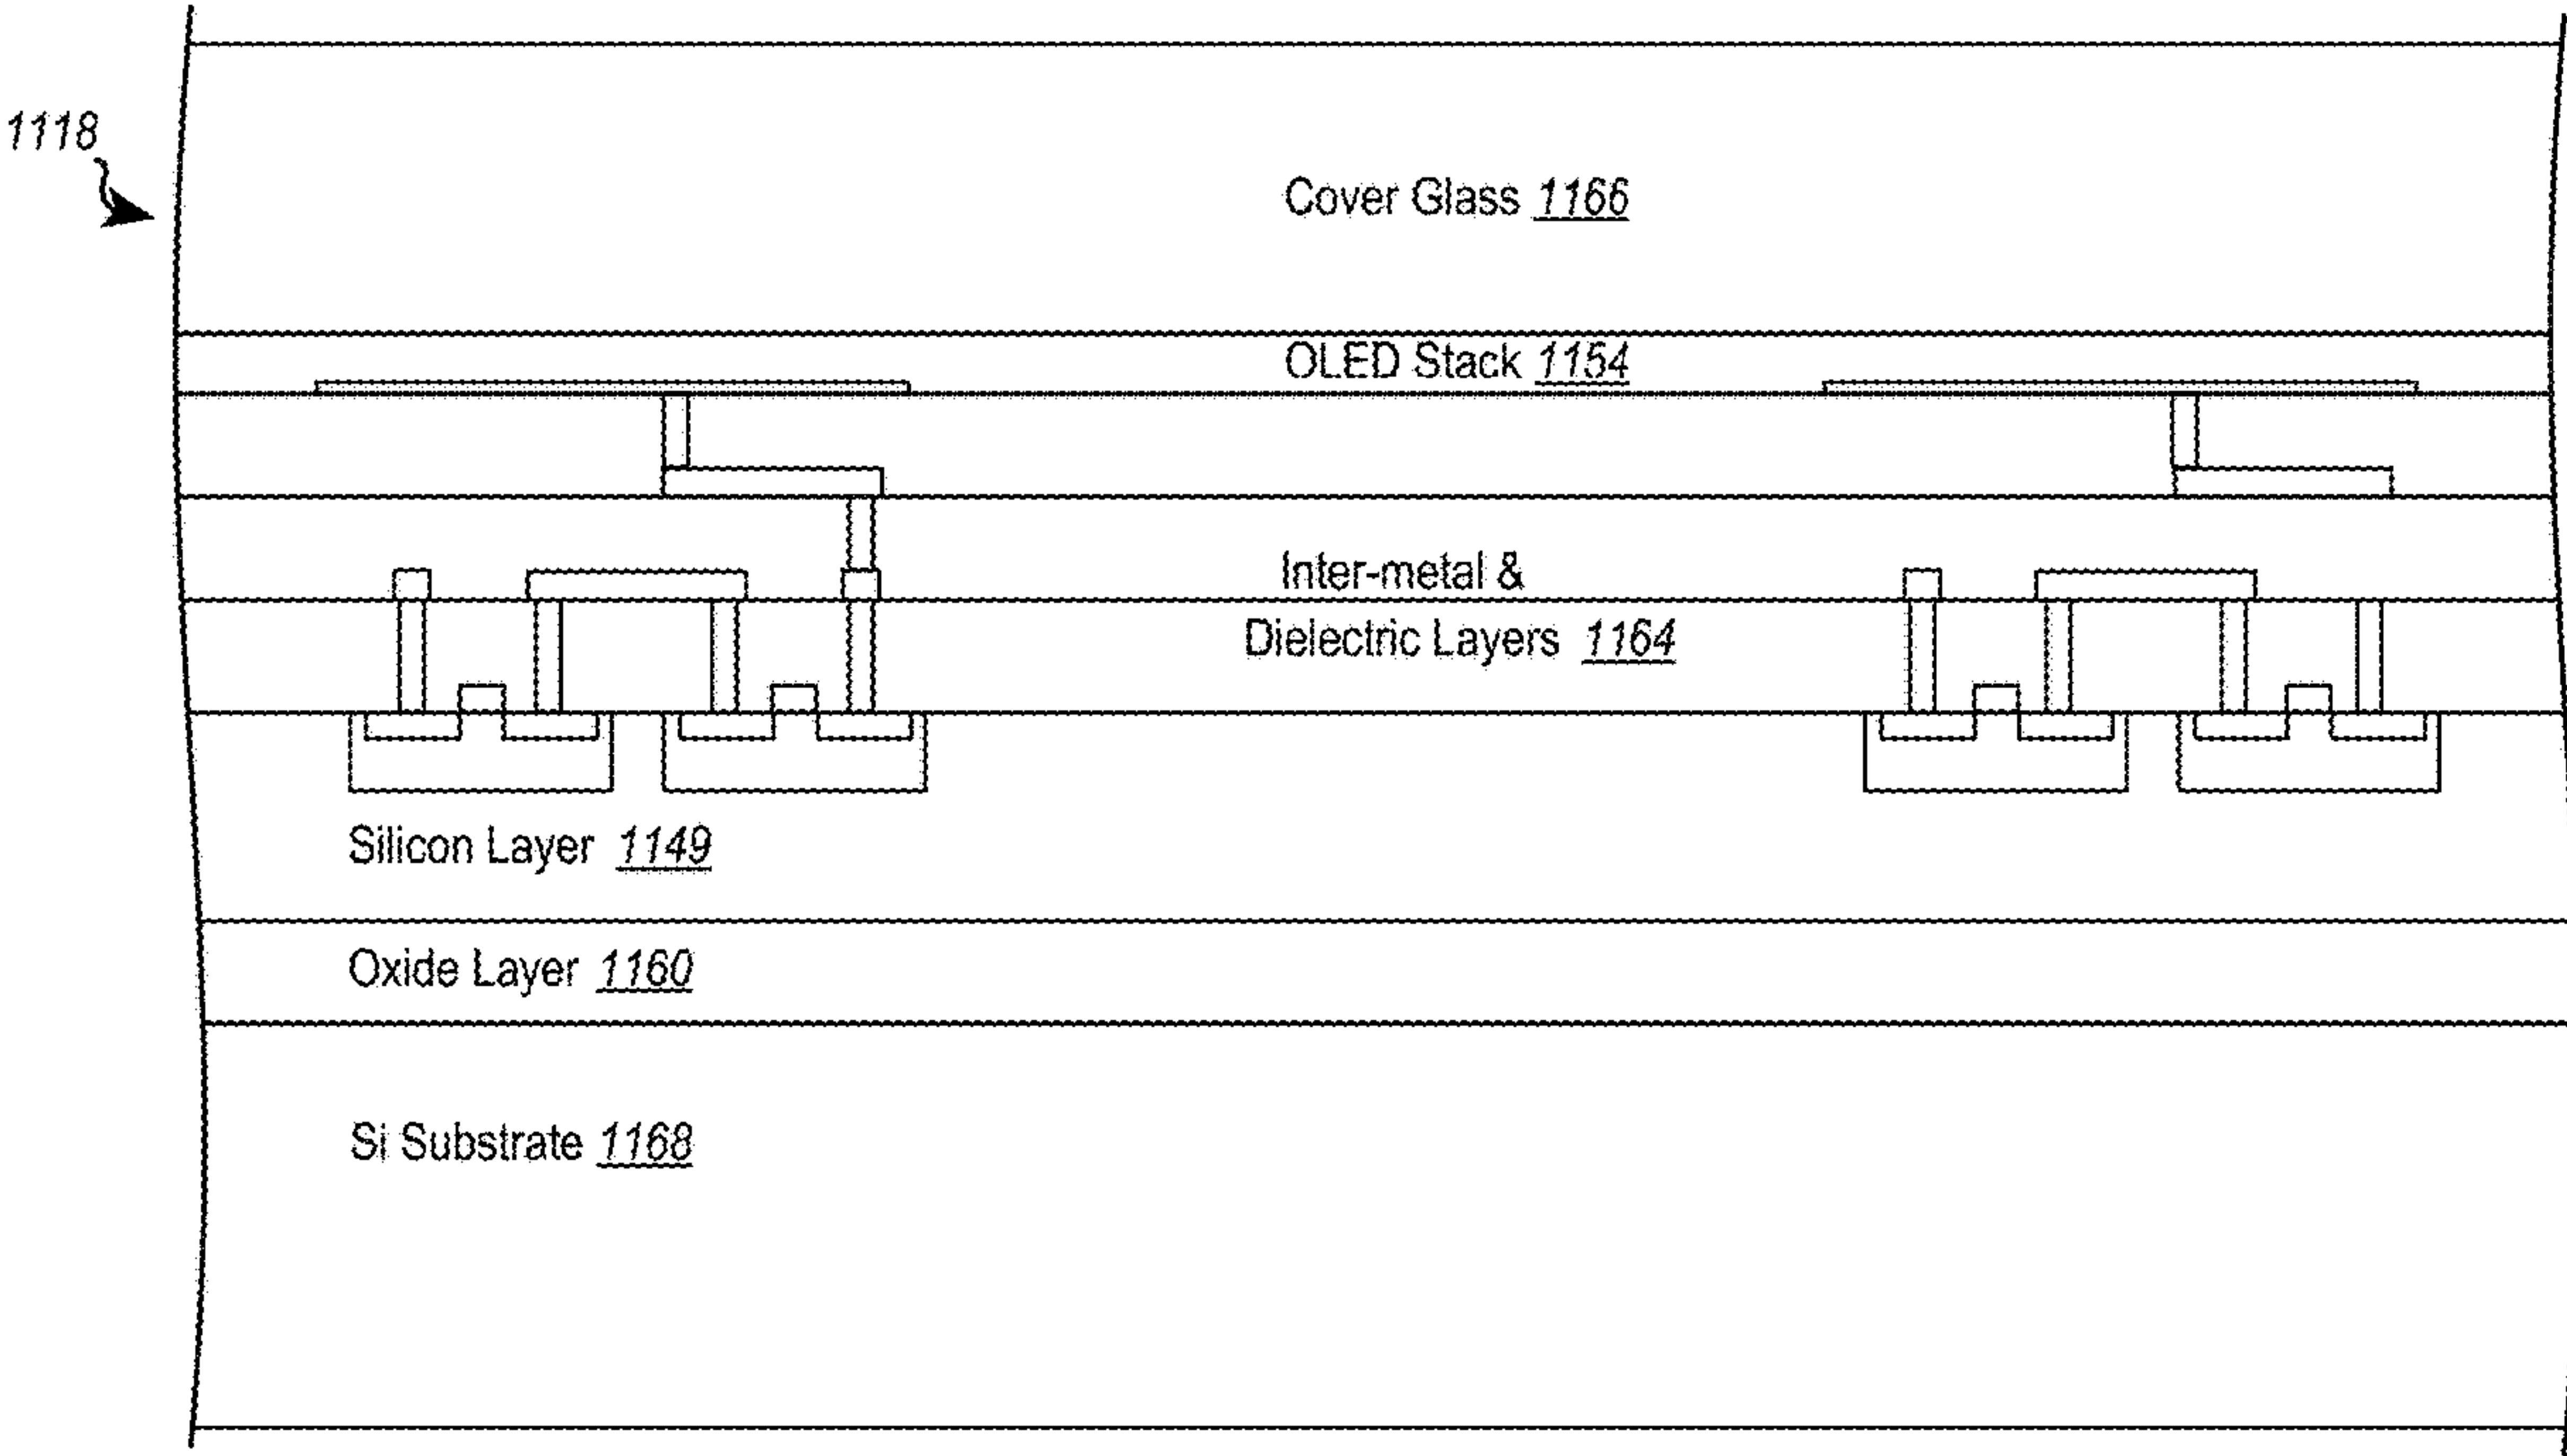 1118
Cover Glass 1166
OLED Stack 1154
Inter-metal &
Dielectric Layers 1164
Silicon Layer 1149
Oxide Layer 1160
Si Substrate 1168